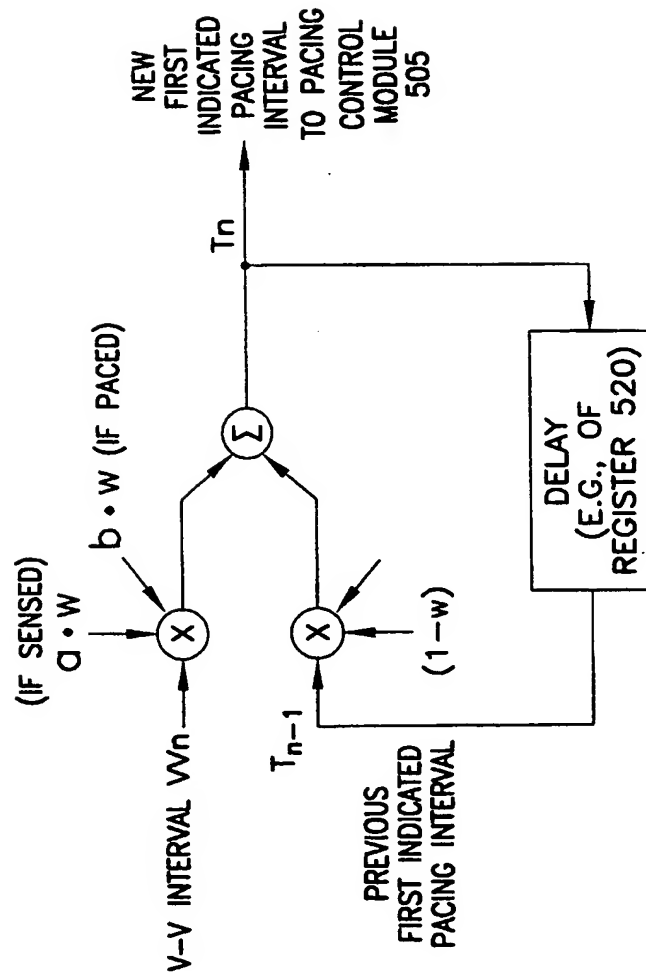 (IF SENSED)
a • w
b • w (IF PACED)
V-V INTERVAL VVn
X
Σ
Tn
NEW
FIRST
INDICATED
PACING
INTERVAL
TO PACING
CONTROL
MODULE
505
Tn-1
X
(1-w)
PREVIOUS
FIRST INDICATED
PACING INTERVAL
DELAY
(E.G., OF
REGISTER 520)